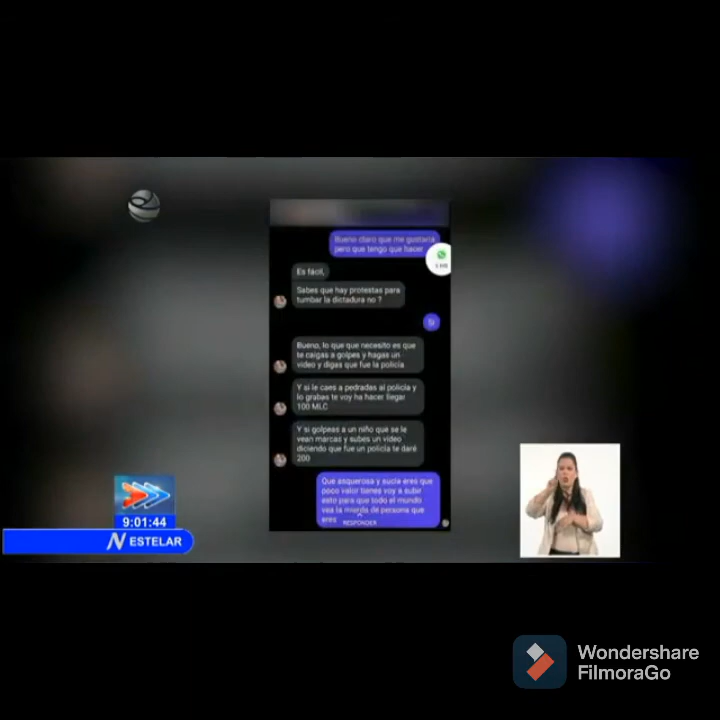 Bueno claro que me gustaría
pero que tengo que hacer
5 MB
Es fácil,
Sabes que hay protestas para
tumbar la dictadura no ?
Si
Bueno, lo que que necesito es que
te caigas a golpes y hagas un
video y digas que fue la policía
Y si le caes a pedradas al policía y
lo grabas te voy ha hacer llegar
100 MLC
Y si golpeas a un niño que se le
vean marcas y subes un video
diciendo que fue un policía te daré
200
Qué asquerosa y sucia eres que
poco valor tienes voy a subir
esto para que todo el mundo
vea la mierda de persona que
eres
RESPONDER
9:01:44
N ESTELAR
Wondershare
FilmoraGo